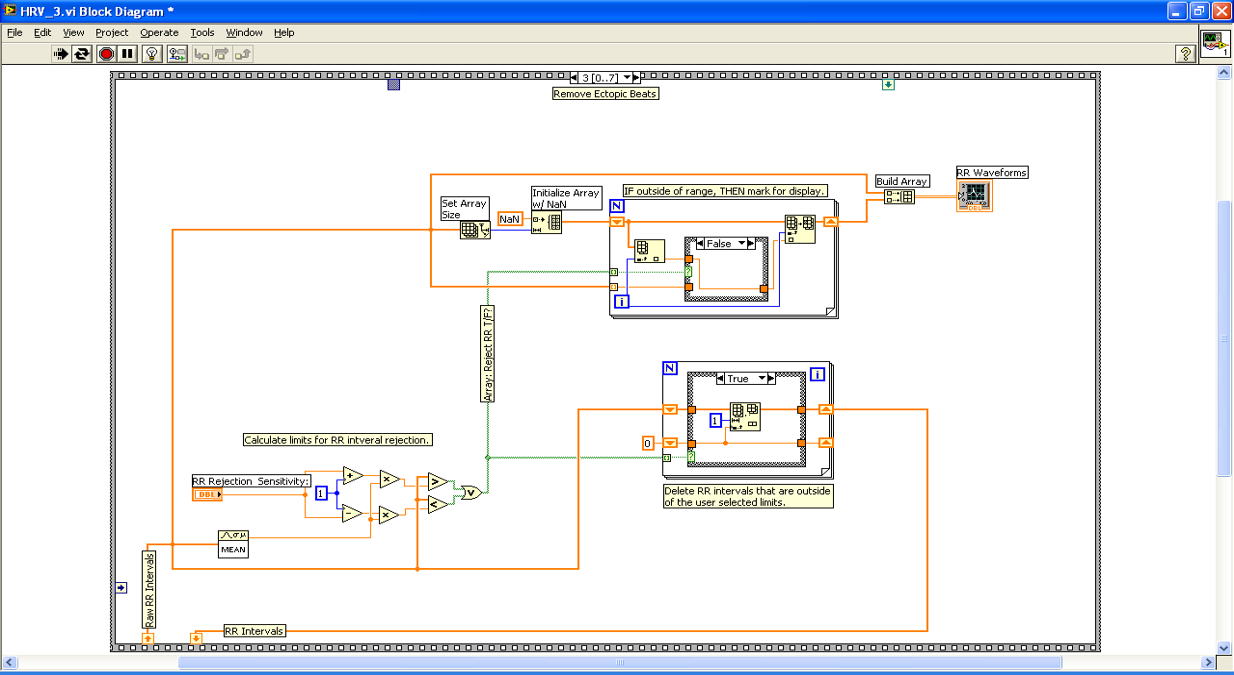 HRV_3.vi Block Diagram *
File Edit View Project Operate Tools Window Help
?
1
3 [0..7]
Remove Ectopic Beats
RR Waveforms
Build Array
Initialize Array
w/ NaN
IF outside of range, THEN mark for display.
Set Array
Size
NaN
N
False
?
i
DBL
Array: Reject RR T/F?
N
True
i
1
0
?
Calculate limits for RR intveral rejection.
RR Rejection Sensitivity:
DBL
1
+
x
>
-
x
<
V
Delete RR intervals that are outside
of the user selected limits.
MEAN
Raw RR Intervals
RR Intervals